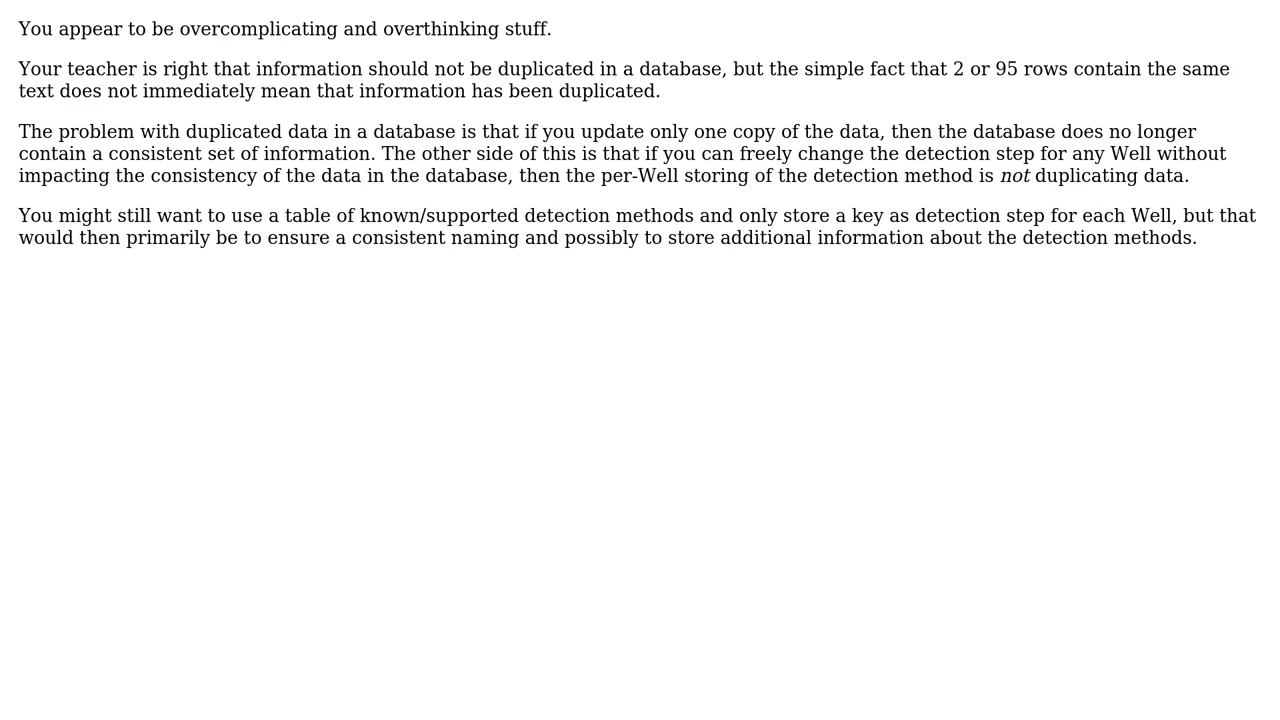 You appear to be overcomplicating and overthinking stuff.
Your teacher is right that information should not be duplicated in a database, but the simple fact that 2 or 95 rows contain the same
text does not immediately mean that information has been duplicated.
The problem with duplicated data in a database is that if you update only one copy of the data, then the database does no longer
contain a consistent set of information. The other side of this is that if you can freely change the detection step for any Well without
impacting the consistency of the data in the database, then the per-Well storing of the detection method is not duplicating data.
You might still want to use a table of known/supported detection methods and only store a key as detection step for each Well, but that
would then primarily be to ensure a consistent naming and possibly to store additional information about the detection methods.